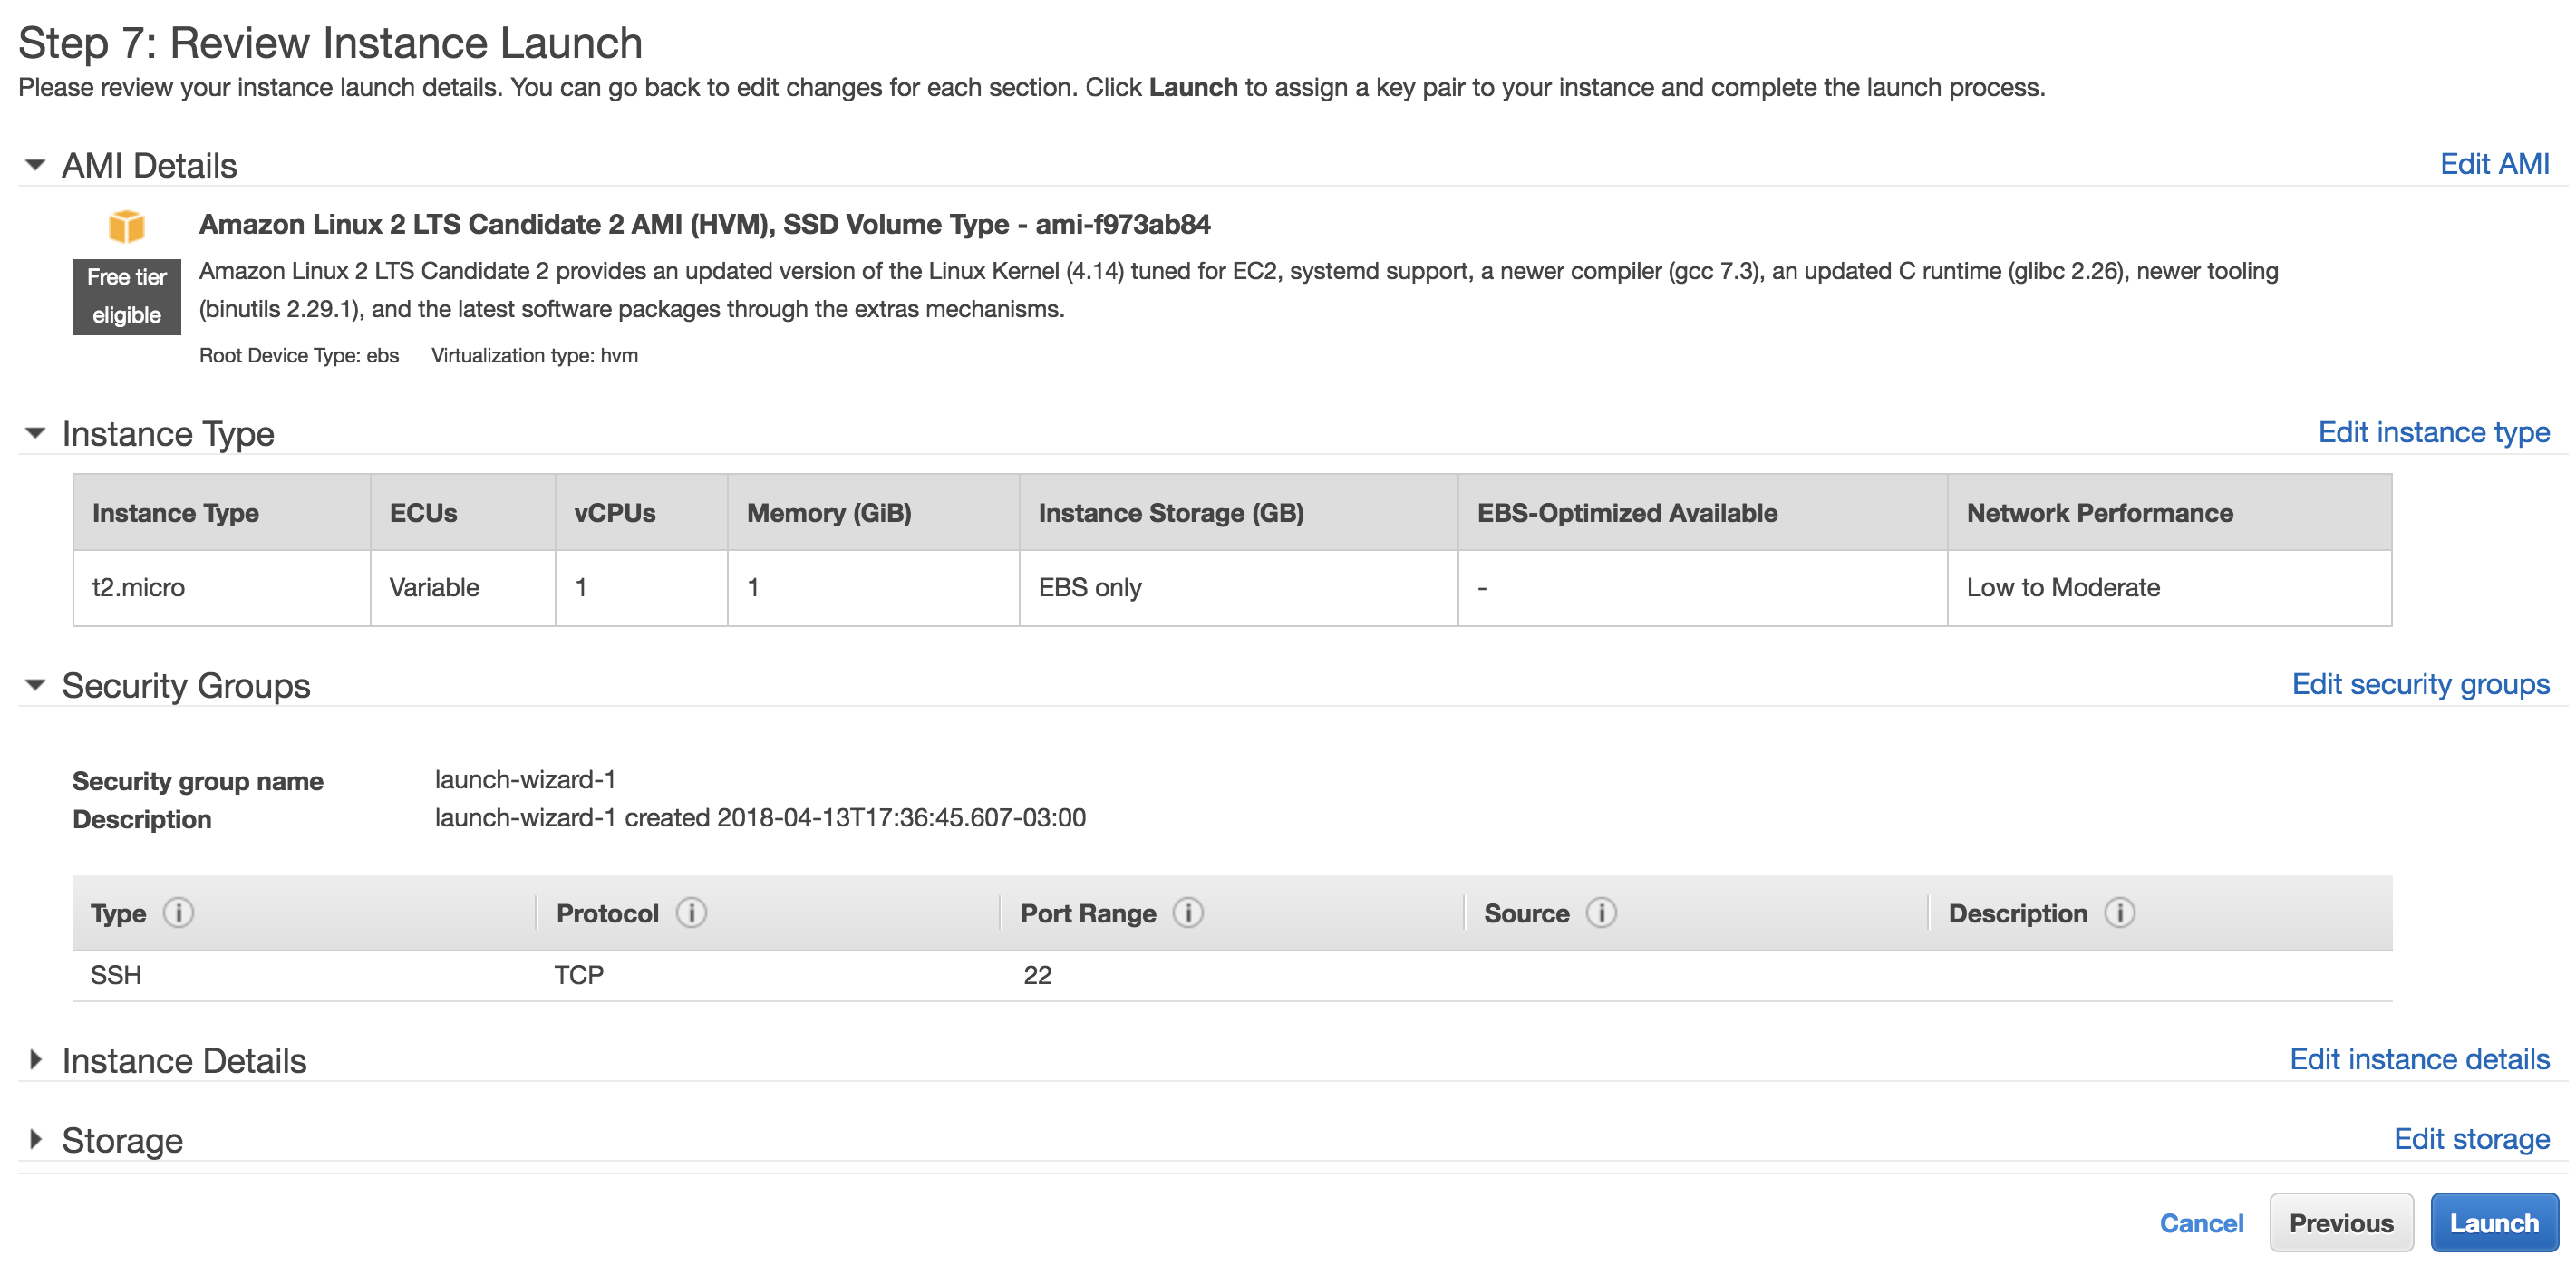 Step 7: Review Instance Launch
Please review your instance launch details. You can go back to edit changes for each section. Click Launch to assign a key pair to your instance and complete the launch process.
AMI Details
Edit AMI
Free tier
eligible
Amazon Linux 2 LTS Candidate 2 AMI (HVM), SSD Volume Type - ami-f973ab84
Amazon Linux 2 LTS Candidate 2 provides an updated version of the Linux Kernel (4.14) tuned for EC2, systemd support, a newer compiler (gcc 7.3), an updated C runtime (glibc 2.26), newer tooling
(binutils 2.29.1), and the latest software packages through the extras mechanisms.
Root Device Type: ebs Virtualization type: hvm
Instance Type
Edit instance type
Instance Type ECUs vCPUs Memory (GiB) Instance Storage (GB) EBS-Optimized Available Network Performance
t2.micro Variable 1 1 EBS only - Low to Moderate
Security Groups
Edit security groups
Security group name launch-wizard-1
Description launch-wizard-1 created 2018-04-13T17:36:45.607-03:00
Type i Protocol i Port Range i Source i Description i
SSH TCP 22
Instance Details
Edit instance details
Storage
Edit storage
Cancel Previous Launch